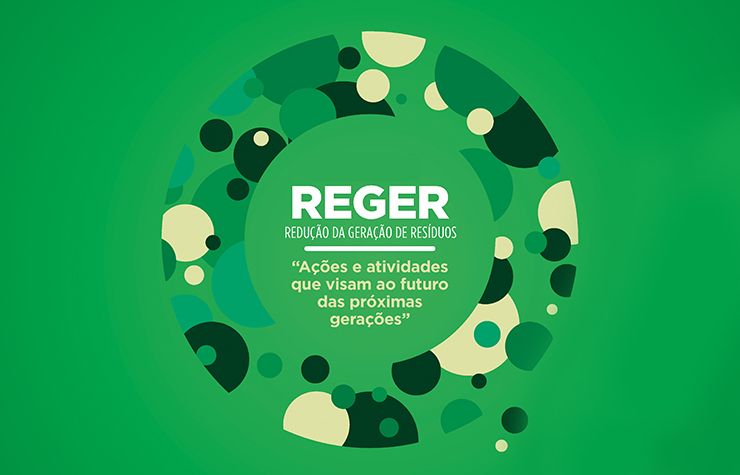 REGER
REDUÇÃO DA GERAÇÃO DE RESÍDUOS
“Ações e atividades
que visam ao futuro
das próximas
gerações”